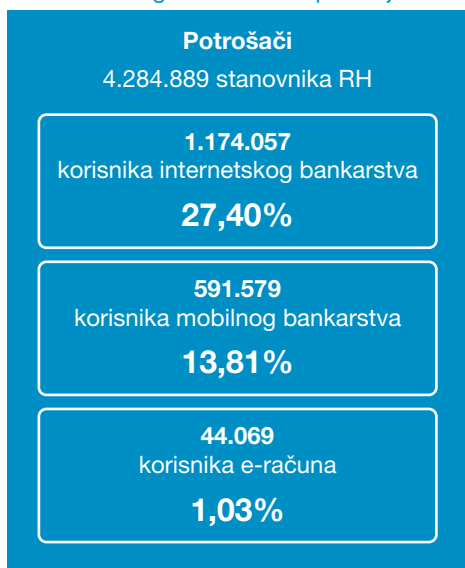 Potrošači
4.284.889 stanovnika RH
1.174.057
korisnika internetskog bankarstva
27,40%
591.579
korisnika mobilnog bankarstva
13,81%
44.069
korisnika e-računa
1,03%